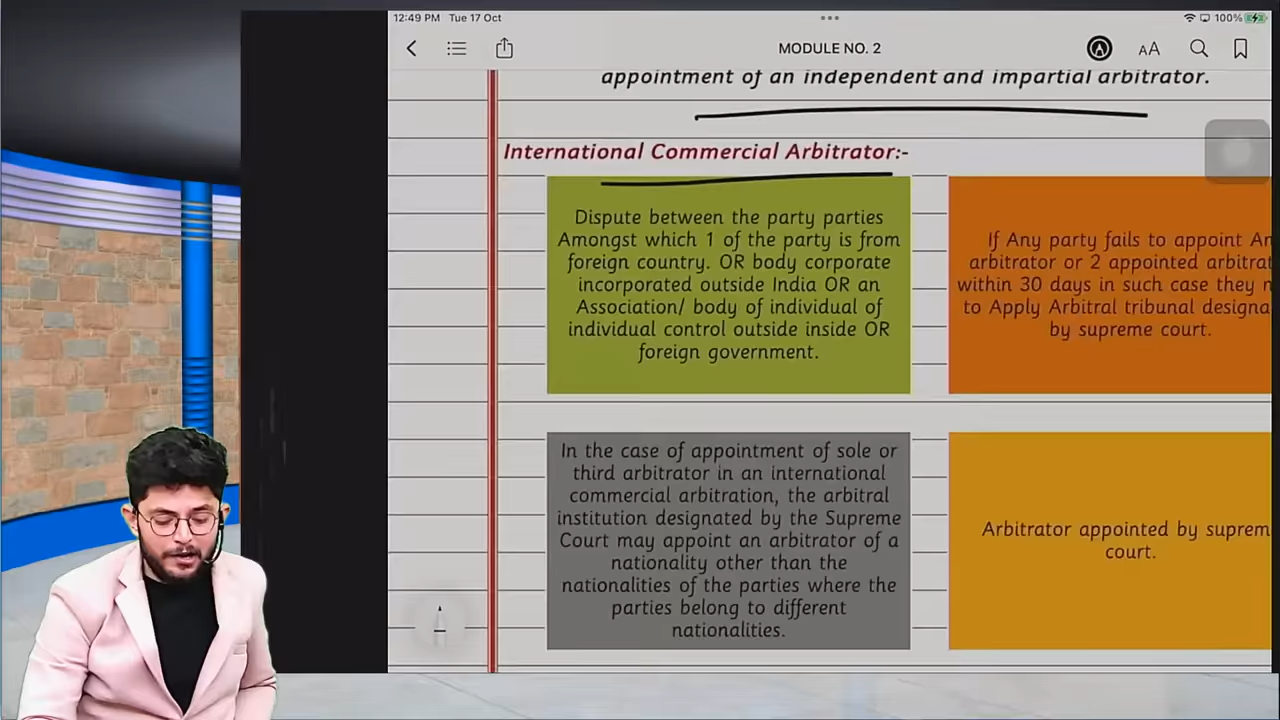 12:49 PM Tue 17 Oct
100%
MODULE NO. 2
AA
appointment of an independent and impartial arbitrator.
International Commercial Arbitrator:-
Dispute between the party parties
Amongst which 1 of the party is from
foreign country. OR body corporate
incorporated outside India OR an
Association/ body of individual of
individual control outside inside OR
foreign government.
If Any party fails to appoint
arbitrator or 2 appointed
within 30 days in such case they
to Apply Arbitral tribunal
by supreme court.
In the case of appointment of sole or
third arbitrator in an international
commercial arbitration, the arbitral
institution designated by the Supreme
Court may appoint an arbitrator of a
nationality other than the
nationalities of the parties where the
parties belong to different
nationalities.
Arbitrator appointed by
court.